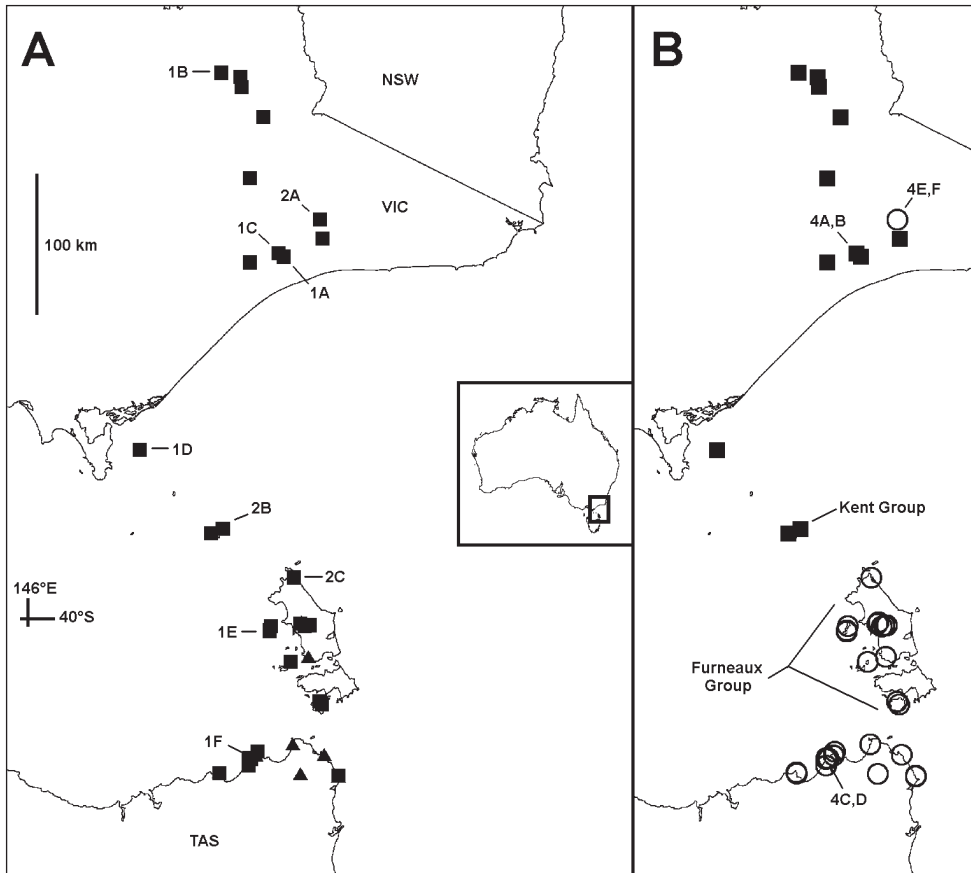 A
1B
NSW
2A
VIC
1C
100 km
1A
1D
2B
146°E
40°S
2C
1E
1F
TAS
B
4E,F
4A,B
Kent Group
Furneaux
Group
4C,D